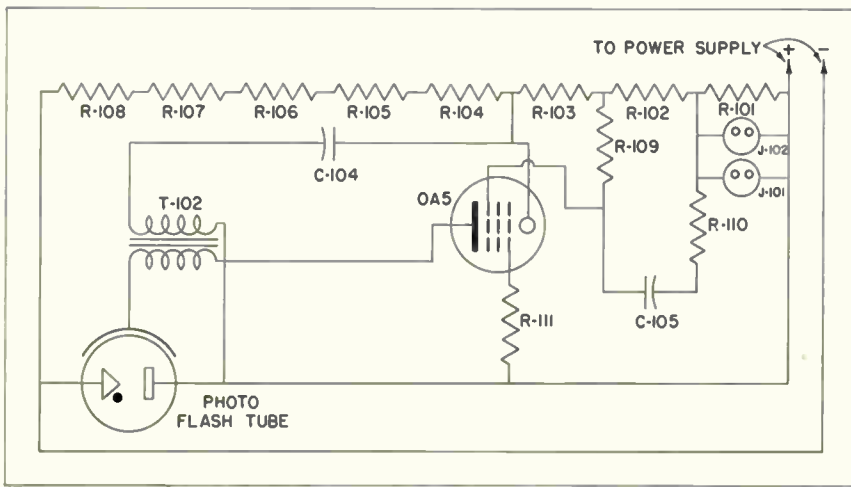 TO POWER SUPPLY + -
R-108 R-107 R-106 R-105 R-104 R-103 R-102 R-101
J-102
R-109
J-101
C-104
T-102
OA5
R-110
R-111
C-105
PHOTO
FLASH TUBE